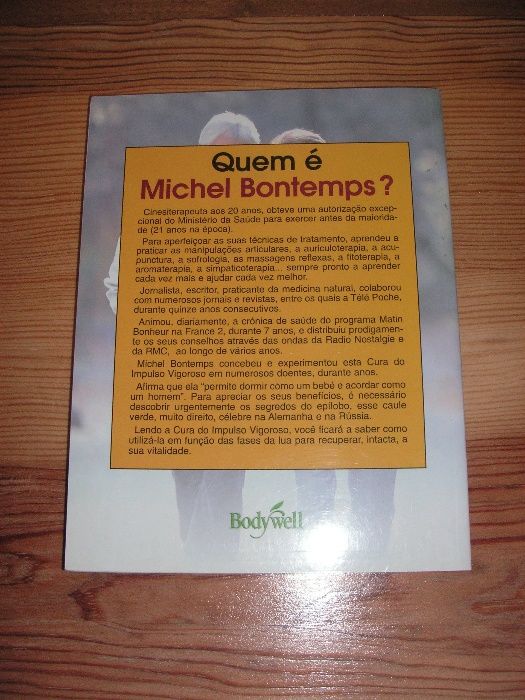 Quem é
Michel Bontemps?
Cinesiterapeuta aos 20 anos, obteve uma autorização excep-
cional do Ministério da Saúde para exercer antes da maiorida-
de (21 anos na época).
Para aperfeiçoar as suas técnicas de tratamento, aprendeu a
praticar as manipulações articulares, a auriculoterapia, a acu-
punctura, a sofrologia, as massagens reflexas, a fitoterapia, a
aromaterapia, a simpaticoterapia... sempre pronto a aprender
cada vez mais e ajudar cada vez melhor.
Jornalista, escritor, praticante da medicina natural, colaborou
com numerosos jornais e revistas, entre os quais a Télé Poche,
durante quinze anos consecutivos.
Animou, diariamente, a crónica de saúde do programa Matin
Bonheur na France 2, durante 7 anos, e distribuiu prodigamen-
te os seus conselhos através das ondas da Radio Nostalgie e
da RMC, ao longo de vários anos.
Michel Bontemps concebeu e experimentou esta Cura do
Impulso Vigoroso em numerosos doentes, durante anos.
Afirma que ela "permite dormir como um bebé e acordar como
um homem". Para apreciar os seus benefícios, é necessário
descobrir urgentemente os segredos do epílobo, esse caule
verde, muito direito, célebre na Alemanha e na Rússia.
Lendo a Cura do Impulso Vigoroso, você ficará a saber como
utilizá-la em função das fases da lua para recuperar, intacta, a
sua vitalidade.
Bodywell